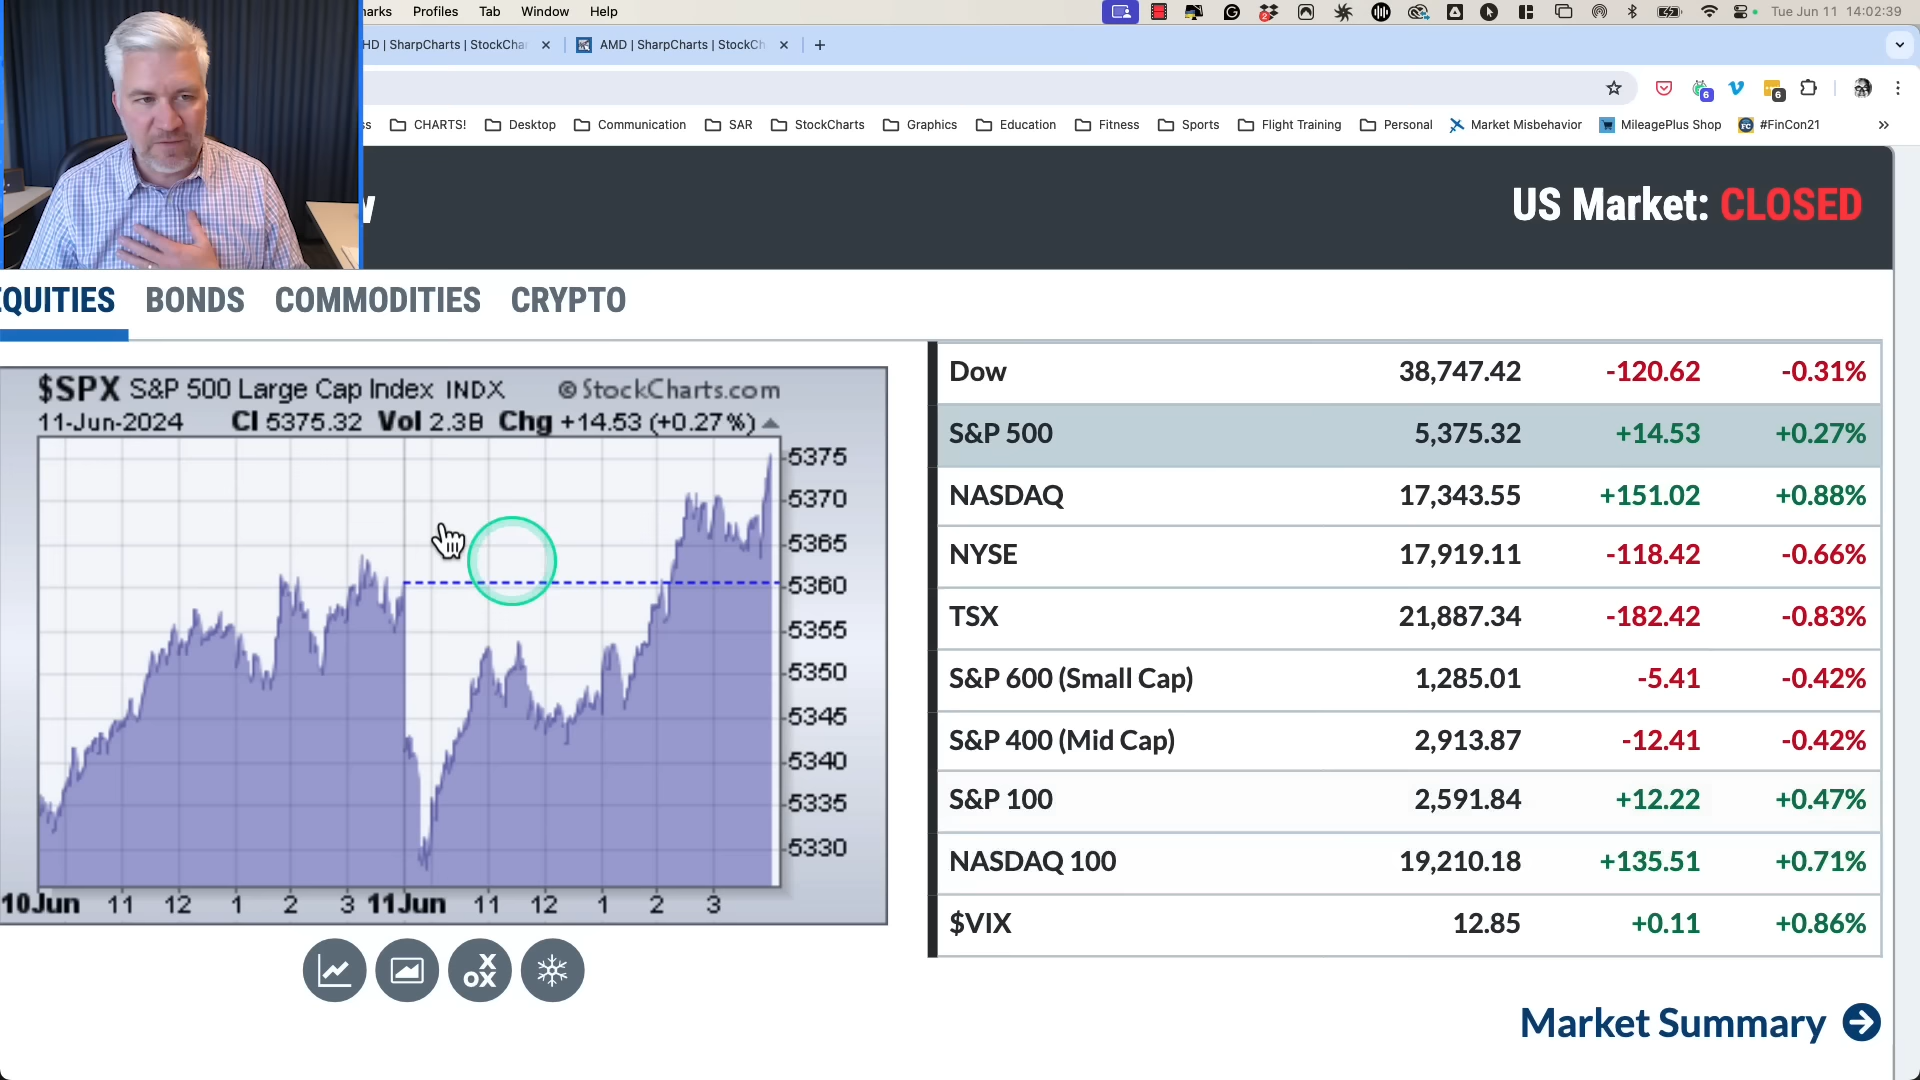 arks Profiles Tab Window Help
2
Tue Jun 11 14:02:39
HD | SharpCharts | StockCha
AMD | SharpCharts | StockCh
6
6
ss CHARTS! Desktop Communication SAR StockCharts Graphics Education Fitness Sports Flight Training Personal Market Misbehavior MileagePlus Shop #FinCon21 »
w
US Market: CLOSED
EQUITIES BONDS COMMODITIES CRYPTO
$SPX S&P 500 Large Cap Index INDX © StockCharts.com
11-Jun-2024 Cl 5375.32 Vol 2.3B Chg +14.53 (+0.27%)
5375
5370
5365
5360
5355
5350
5345
5340
5335
5330
10Jun 11 12 1 2 3 11Jun 11 12 1 2 3
X
OX
Dow 38,747.42 -120.62 -0.31%
S&P 500 5,375.32 +14.53 +0.27%
NASDAQ 17,343.55 +151.02 +0.88%
NYSE 17,919.11 -118.42 -0.66%
TSX 21,887.34 -182.42 -0.83%
S&P 600 (Small Cap) 1,285.01 -5.41 -0.42%
S&P 400 (Mid Cap) 2,913.87 -12.41 -0.42%
S&P 100 2,591.84 +12.22 +0.47%
NASDAQ 100 19,210.18 +135.51 +0.71%
$VIX 12.85 +0.11 +0.86%
Market Summary